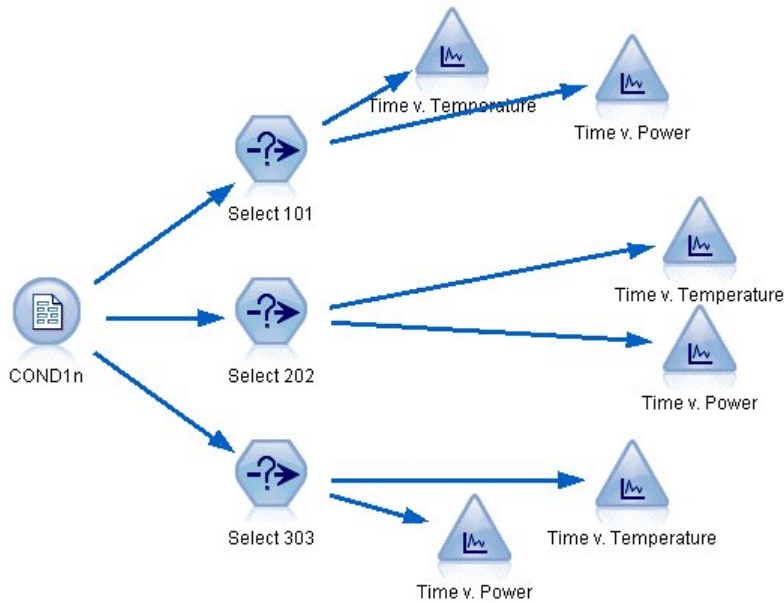 Time v. Temperature
Time v. Power
Select 101
Time v. Temperature
COND1n
Select 202
Time v. Power
Select 303
Time v. Temperature
Time v. Power